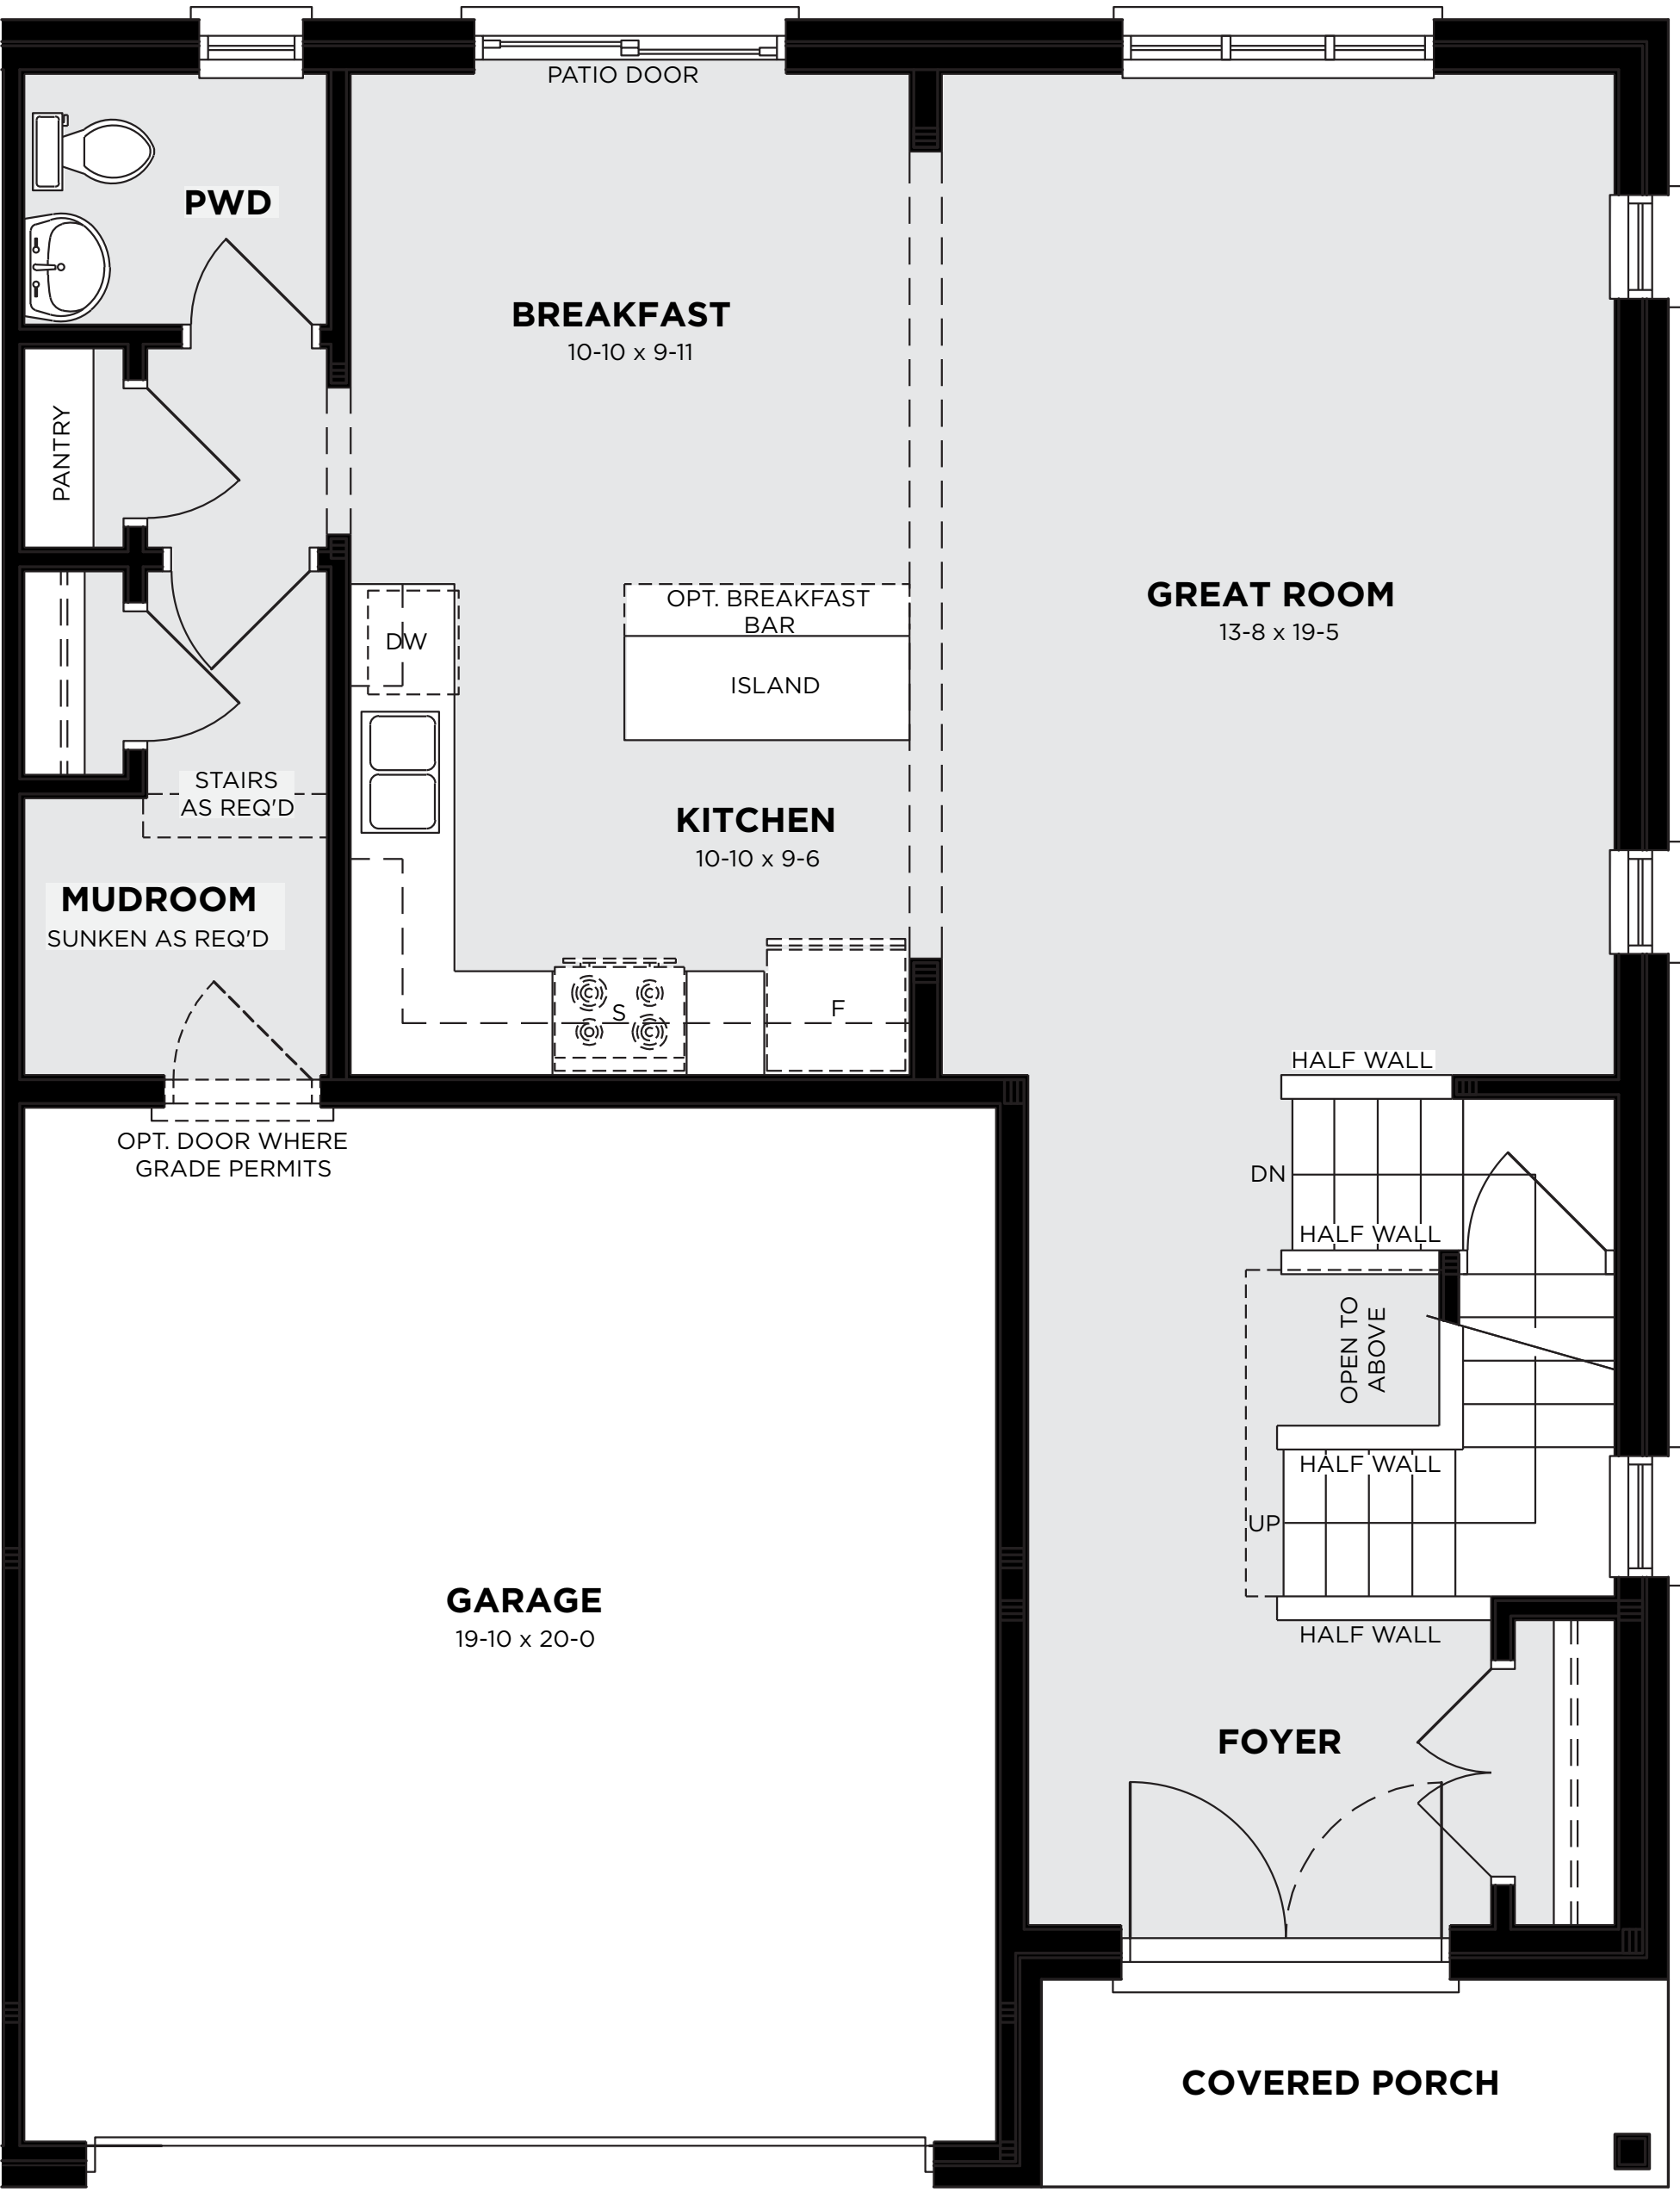 PATIO DOOR
PWD
BREAKFAST
10-10 x 9-11
PANTRY
GREAT ROOM
13-8 x 19-5
OPT. BREAKFAST
BAR
DW
ISLAND
STAIRS
AS REQ'D
KITCHEN
10-10 x 9-6
MUDROOM
SUNKEN AS REQ'D
S
F
HALF WALL
OPT. DOOR WHERE
GRADE PERMITS
DN
HALF WALL
OPEN TO
ABOVE
HALF WALL
UP
GARAGE
19-10 x 20-0
HALF WALL
FOYER
COVERED PORCH